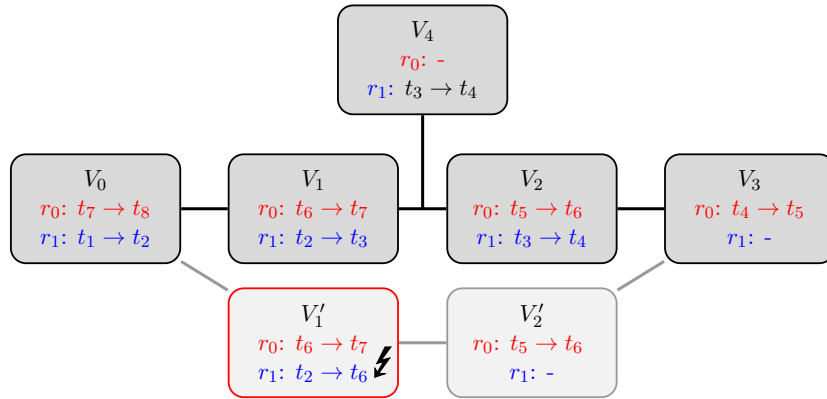 V₄
r₀: -
r₁: t₃ → t₄
V₀
r₀: t₇ → t₈
r₁: t₁ → t₂
V₁
r₀: t₆ → t₇
r₁: t₂ → t₃
V₂
r₀: t₅ → t₆
r₁: t₃ → t₄
V₃
r₀: t₄ → t₅
r₁: -
V₁′
r₀: t₆ → t₇
r₁: t₂ → t₆
V₂′
r₀: t₅ → t₆
r₁: -